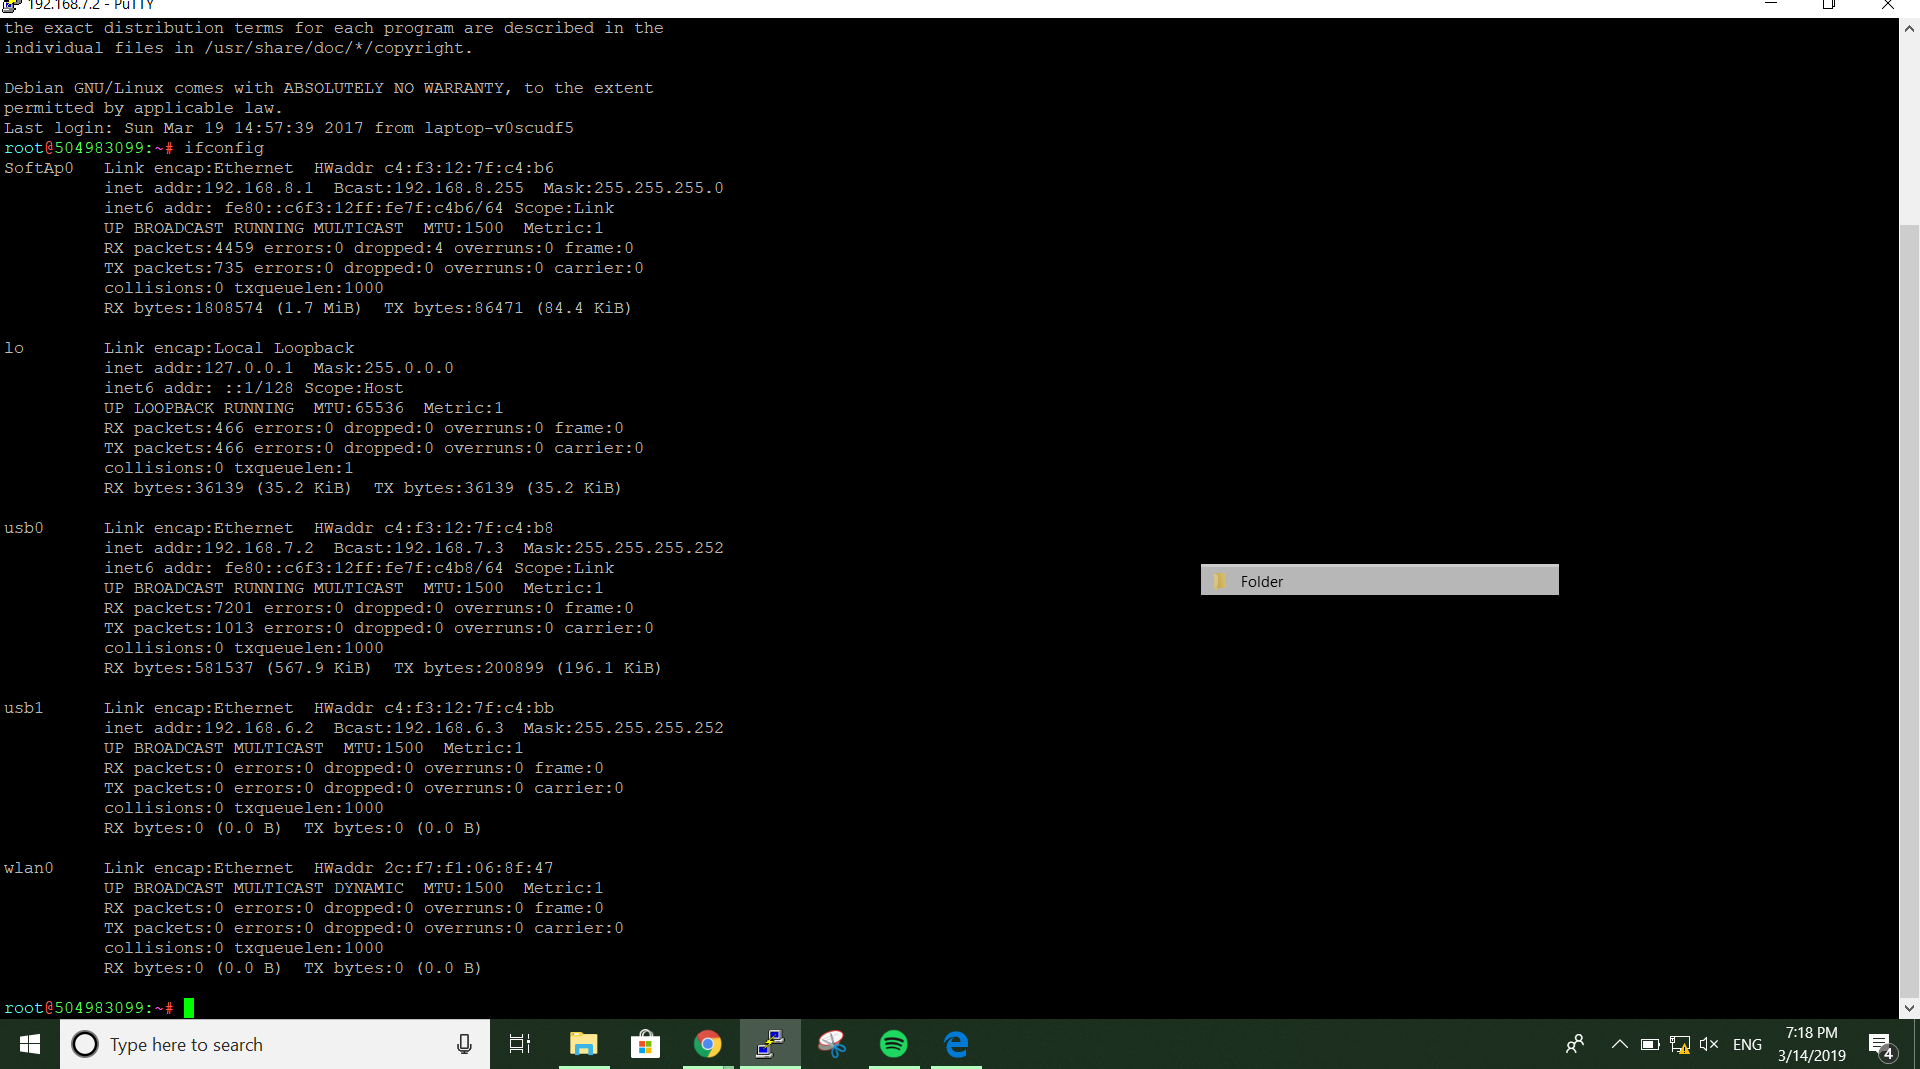 192.168.7.2 - PuTTY
the exact distribution terms for each program are described in the
individual files in /usr/share/doc/*/copyright.
Debian GNU/Linux comes with ABSOLUTELY NO WARRANTY, to the extent
permitted by applicable law.
Last login: Sun Mar 19 14:57:39 2017 from laptop-v0scudf5
root@504983099:~# ifconfig
SoftAp0   Link encap:Ethernet  HWaddr c4:f3:12:7f:c4:b6
inet addr:192.168.8.1  Bcast:192.168.8.255  Mask:255.255.255.0
inet6 addr: fe80::c6f3:12ff:fe7f:c4b6/64 Scope:Link
UP BROADCAST RUNNING MULTICAST  MTU:1500  Metric:1
RX packets:4459 errors:0 dropped:4 overruns:0 frame:0
TX packets:735 errors:0 dropped:0 overruns:0 carrier:0
collisions:0 txqueuelen:1000
RX bytes:1808574 (1.7 MiB)  TX bytes:86471 (84.4 KiB)
lo        Link encap:Local Loopback
inet addr:127.0.0.1  Mask:255.0.0.0
inet6 addr: ::1/128 Scope:Host
UP LOOPBACK RUNNING  MTU:65536  Metric:1
RX packets:466 errors:0 dropped:0 overruns:0 frame:0
TX packets:466 errors:0 dropped:0 overruns:0 carrier:0
collisions:0 txqueuelen:1
RX bytes:36139 (35.2 KiB)  TX bytes:36139 (35.2 KiB)
usb0      Link encap:Ethernet  HWaddr c4:f3:12:7f:c4:b8
inet addr:192.168.7.2  Bcast:192.168.7.3  Mask:255.255.255.252
inet6 addr: fe80::c6f3:12ff:fe7f:c4b8/64 Scope:Link
UP BROADCAST RUNNING MULTICAST  MTU:1500  Metric:1
RX packets:7201 errors:0 dropped:0 overruns:0 frame:0
TX packets:1013 errors:0 dropped:0 overruns:0 carrier:0
collisions:0 txqueuelen:1000
RX bytes:581537 (567.9 KiB)  TX bytes:200899 (196.1 KiB)
usb1      Link encap:Ethernet  HWaddr c4:f3:12:7f:c4:bb
inet addr:192.168.6.2  Bcast:192.168.6.3  Mask:255.255.255.252
UP BROADCAST MULTICAST  MTU:1500  Metric:1
RX packets:0 errors:0 dropped:0 overruns:0 frame:0
TX packets:0 errors:0 dropped:0 overruns:0 carrier:0
collisions:0 txqueuelen:1000
RX bytes:0 (0.0 B)  TX bytes:0 (0.0 B)
wlan0     Link encap:Ethernet  HWaddr 2c:f7:f1:06:8f:47
UP BROADCAST MULTICAST DYNAMIC  MTU:1500  Metric:1
RX packets:0 errors:0 dropped:0 overruns:0 frame:0
TX packets:0 errors:0 dropped:0 overruns:0 carrier:0
collisions:0 txqueuelen:1000
RX bytes:0 (0.0 B)  TX bytes:0 (0.0 B)
root@504983099:~#
Folder
Type here to search
ENG
7:18 PM
3/14/2019
4